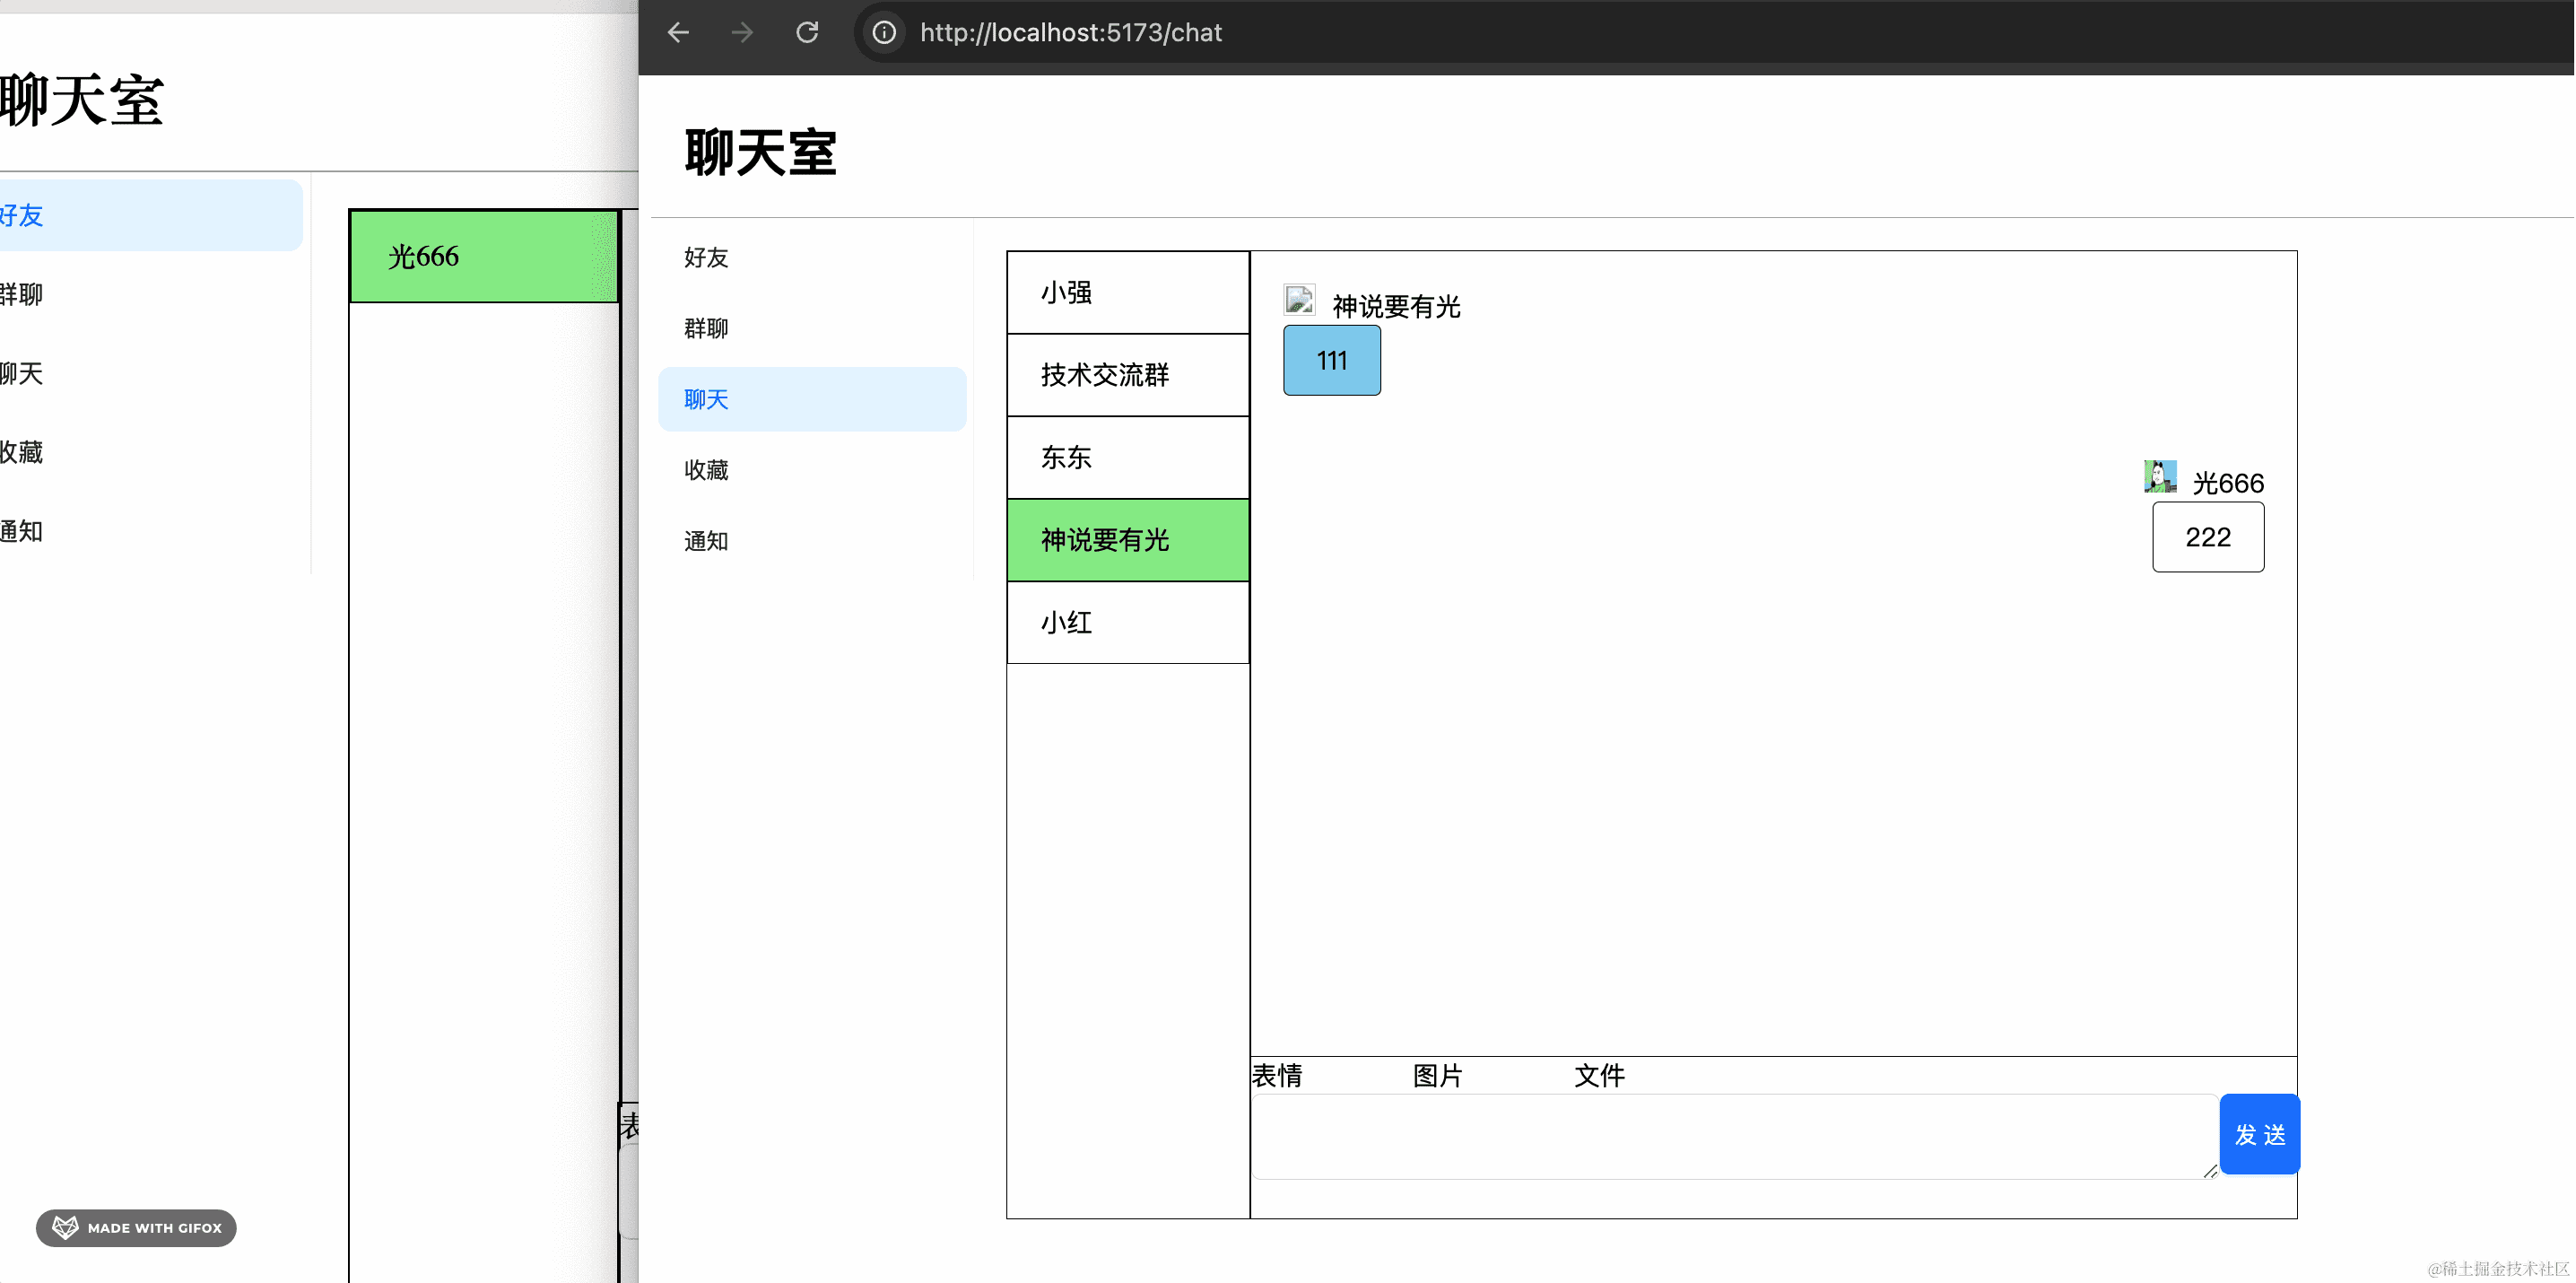 聊天室
好友
群聊
聊天
收藏
通知
光666
表
MADE WITH GIFOX
http://localhost:5173/chat
聊天室
好友
群聊
聊天
收藏
通知
小强
技术交流群
东东
神说要有光
小红
神说要有光
111
光666
222
表情 图片 文件
发 送
@稀土掘金技术社区